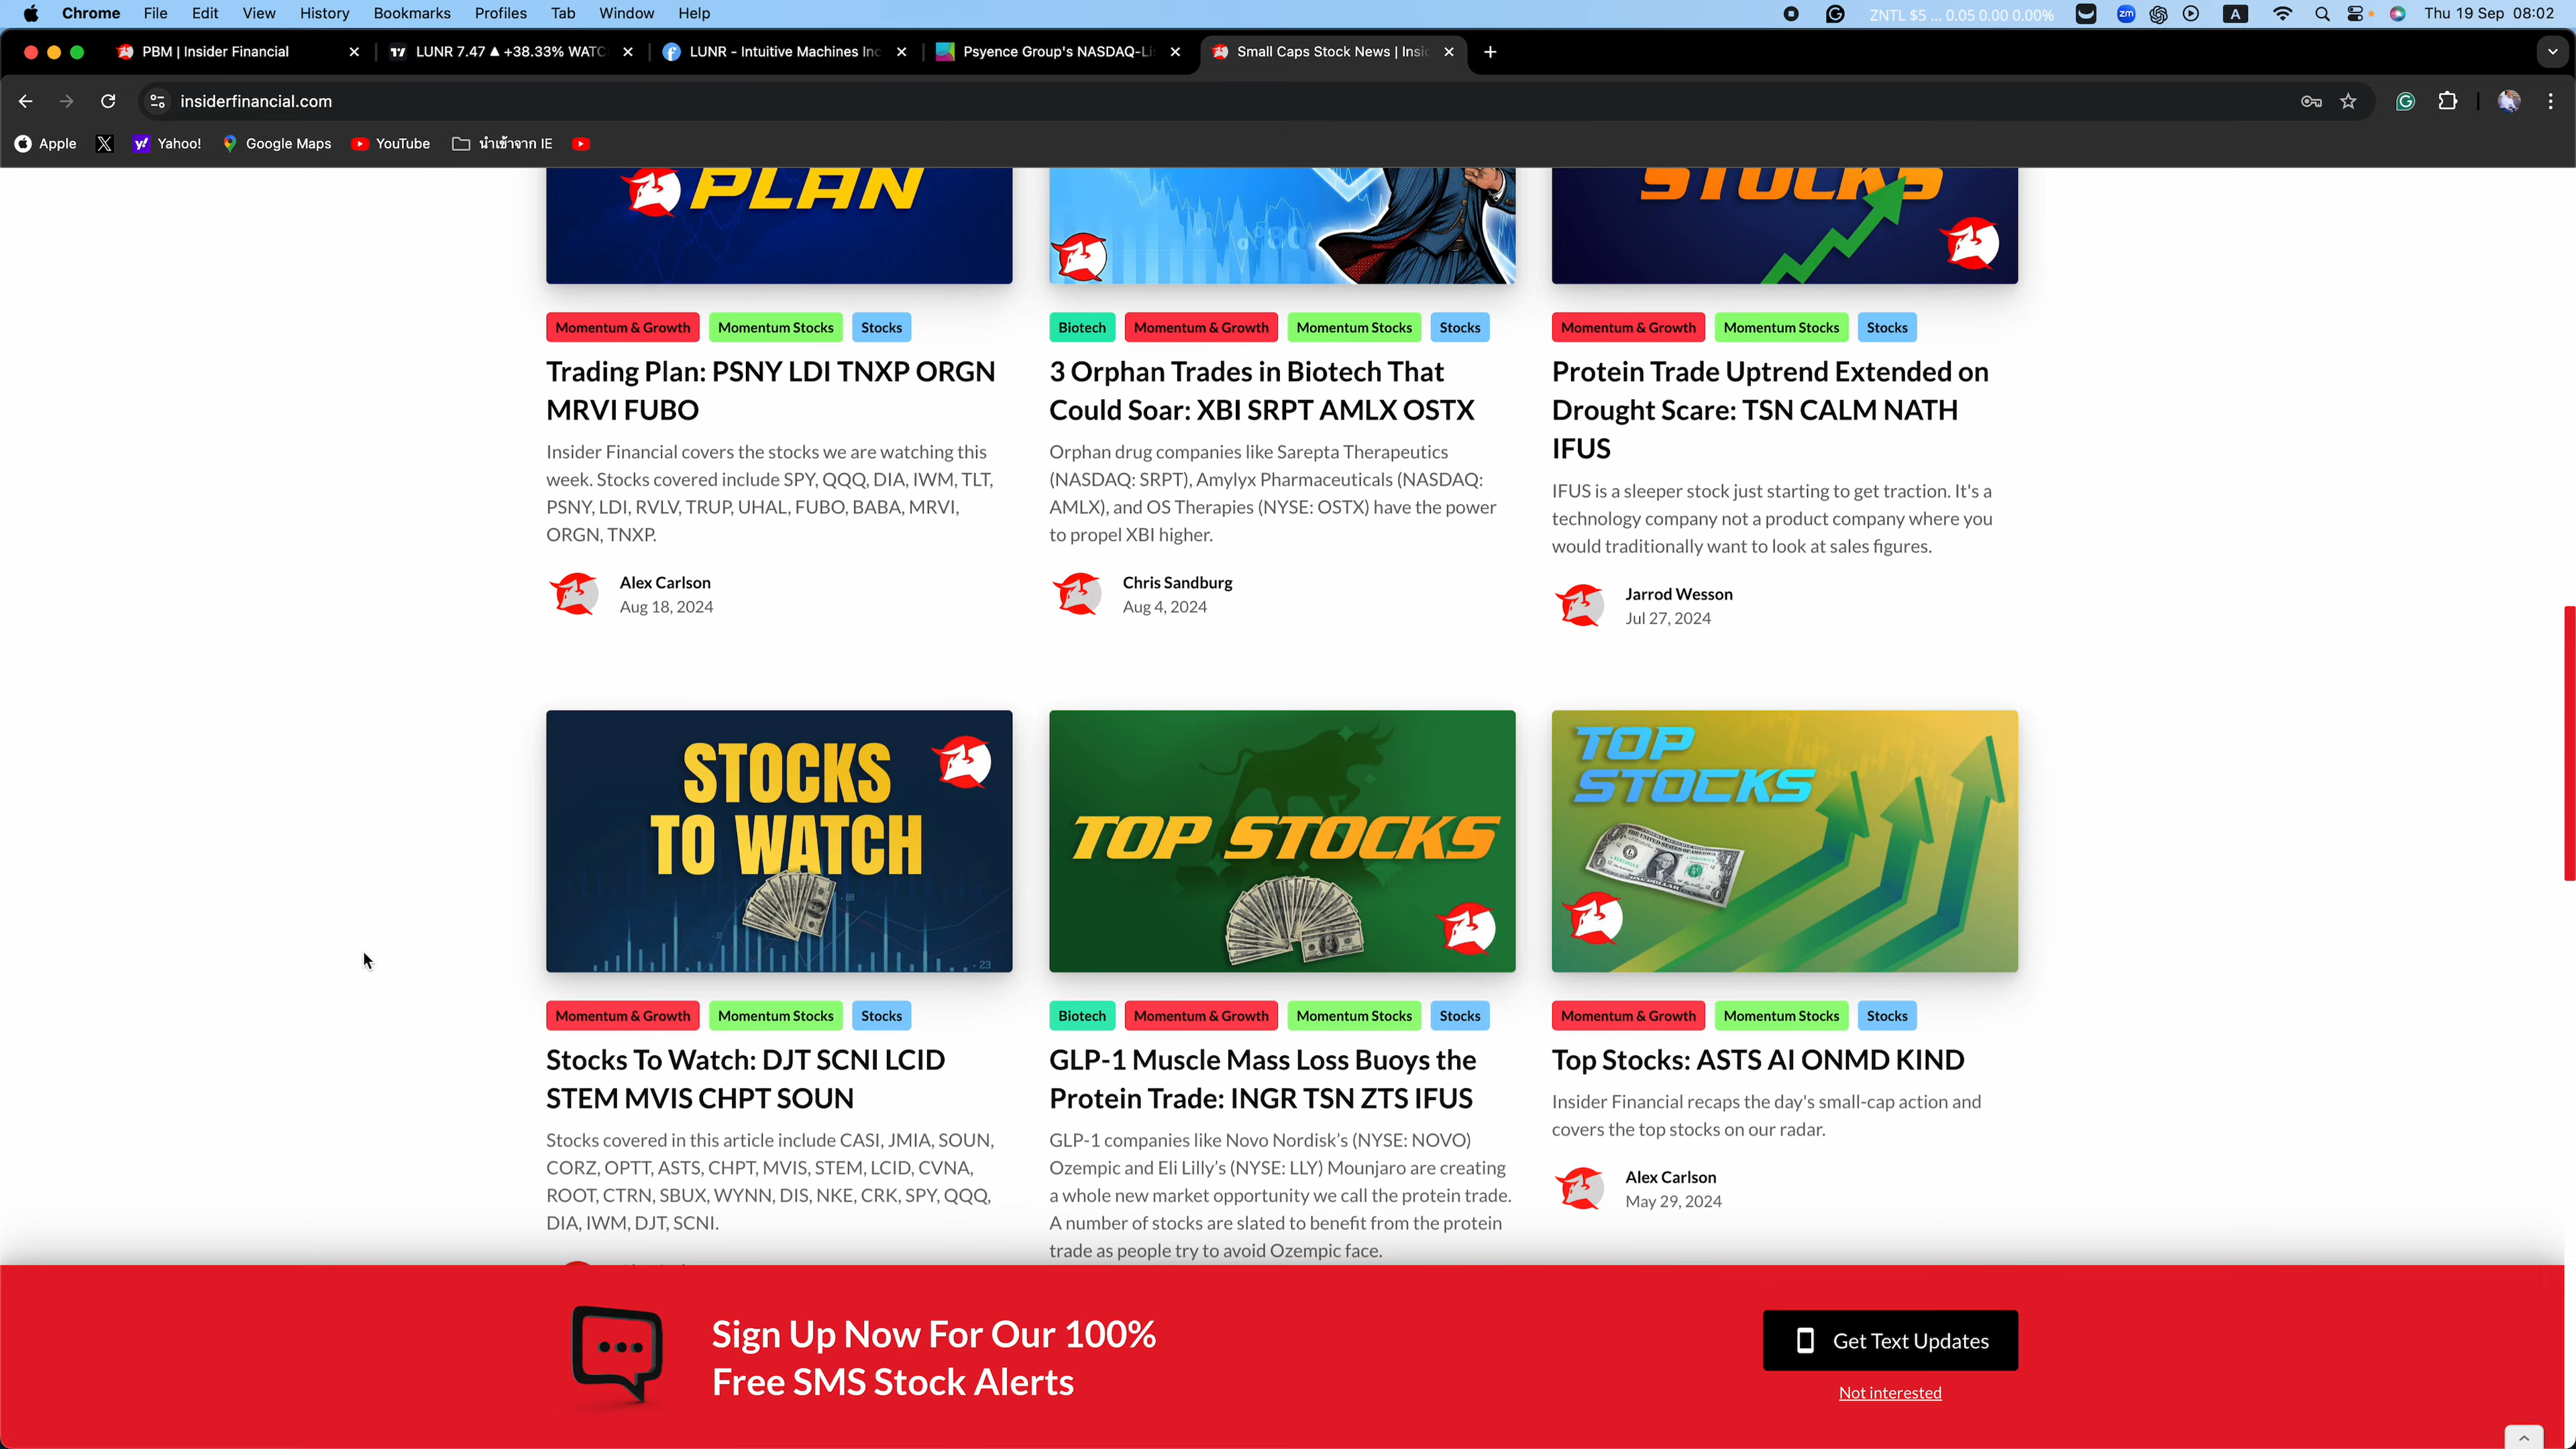 Chrome File Edit View History Bookmarks Profiles Tab Window Help
ZNTL $5 ... 0.05 0.00 0.00% zm A Thu 19 Sep 08:02
PBM | Insider Financial
LUNR 7.47 ▲ +38.33% WATC
LUNR - Intuitive Machines Inc
Psyence Group's NASDAQ-Li
Small Caps Stock News | Insi
insiderfinancial.com
Apple Yahoo! Google Maps YouTube นำเข้าจาก IE
PLAN
STOCKS
Momentum & Growth Momentum Stocks Stocks
Trading Plan: PSNY LDI TNXP ORGN
MRVI FUBO
Insider Financial covers the stocks we are watching this
week. Stocks covered include SPY, QQQ, DIA, IWM, TLT,
PSNY, LDI, RVLV, TRUP, UHAL, FUBO, BABA, MRVI,
ORGN, TNXP.
Alex Carlson
Aug 18, 2024
Biotech Momentum & Growth Momentum Stocks Stocks
3 Orphan Trades in Biotech That
Could Soar: XBI SRPT AMLX OSTX
Orphan drug companies like Sarepta Therapeutics
(NASDAQ: SRPT), Amylyx Pharmaceuticals (NASDAQ:
AMLX), and OS Therapies (NYSE: OSTX) have the power
to propel XBI higher.
Chris Sandburg
Aug 4, 2024
Momentum & Growth Momentum Stocks Stocks
Protein Trade Uptrend Extended on
Drought Scare: TSN CALM NATH
IFUS
IFUS is a sleeper stock just starting to get traction. It's a
technology company not a product company where you
would traditionally want to look at sales figures.
Jarrod Wesson
Jul 27, 2024
STOCKS
TO WATCH
TOP STOCKS
TOP
STOCKS
Momentum & Growth Momentum Stocks Stocks
Stocks To Watch: DJT SCNI LCID
STEM MVIS CHPT SOUN
Stocks covered in this article include CASI, JMIA, SOUN,
CORZ, OPTT, ASTS, CHPT, MVIS, STEM, LCID, CVNA,
ROOT, CTRN, SBUX, WYNN, DIS, NKE, CRK, SPY, QQQ,
DIA, IWM, DJT, SCNI.
Biotech Momentum & Growth Momentum Stocks Stocks
GLP-1 Muscle Mass Loss Buoys the
Protein Trade: INGR TSN ZTS IFUS
GLP-1 companies like Novo Nordisk’s (NYSE: NOVO)
Ozempic and Eli Lilly’s (NYSE: LLY) Mounjaro are creating
a whole new market opportunity we call the protein trade.
A number of stocks are slated to benefit from the protein
trade as people try to avoid Ozempic face.
Momentum & Growth Momentum Stocks Stocks
Top Stocks: ASTS AI ONMD KIND
Insider Financial recaps the day's small-cap action and
covers the top stocks on our radar.
Alex Carlson
May 29, 2024
Sign Up Now For Our 100%
Free SMS Stock Alerts
Get Text Updates
Not interested